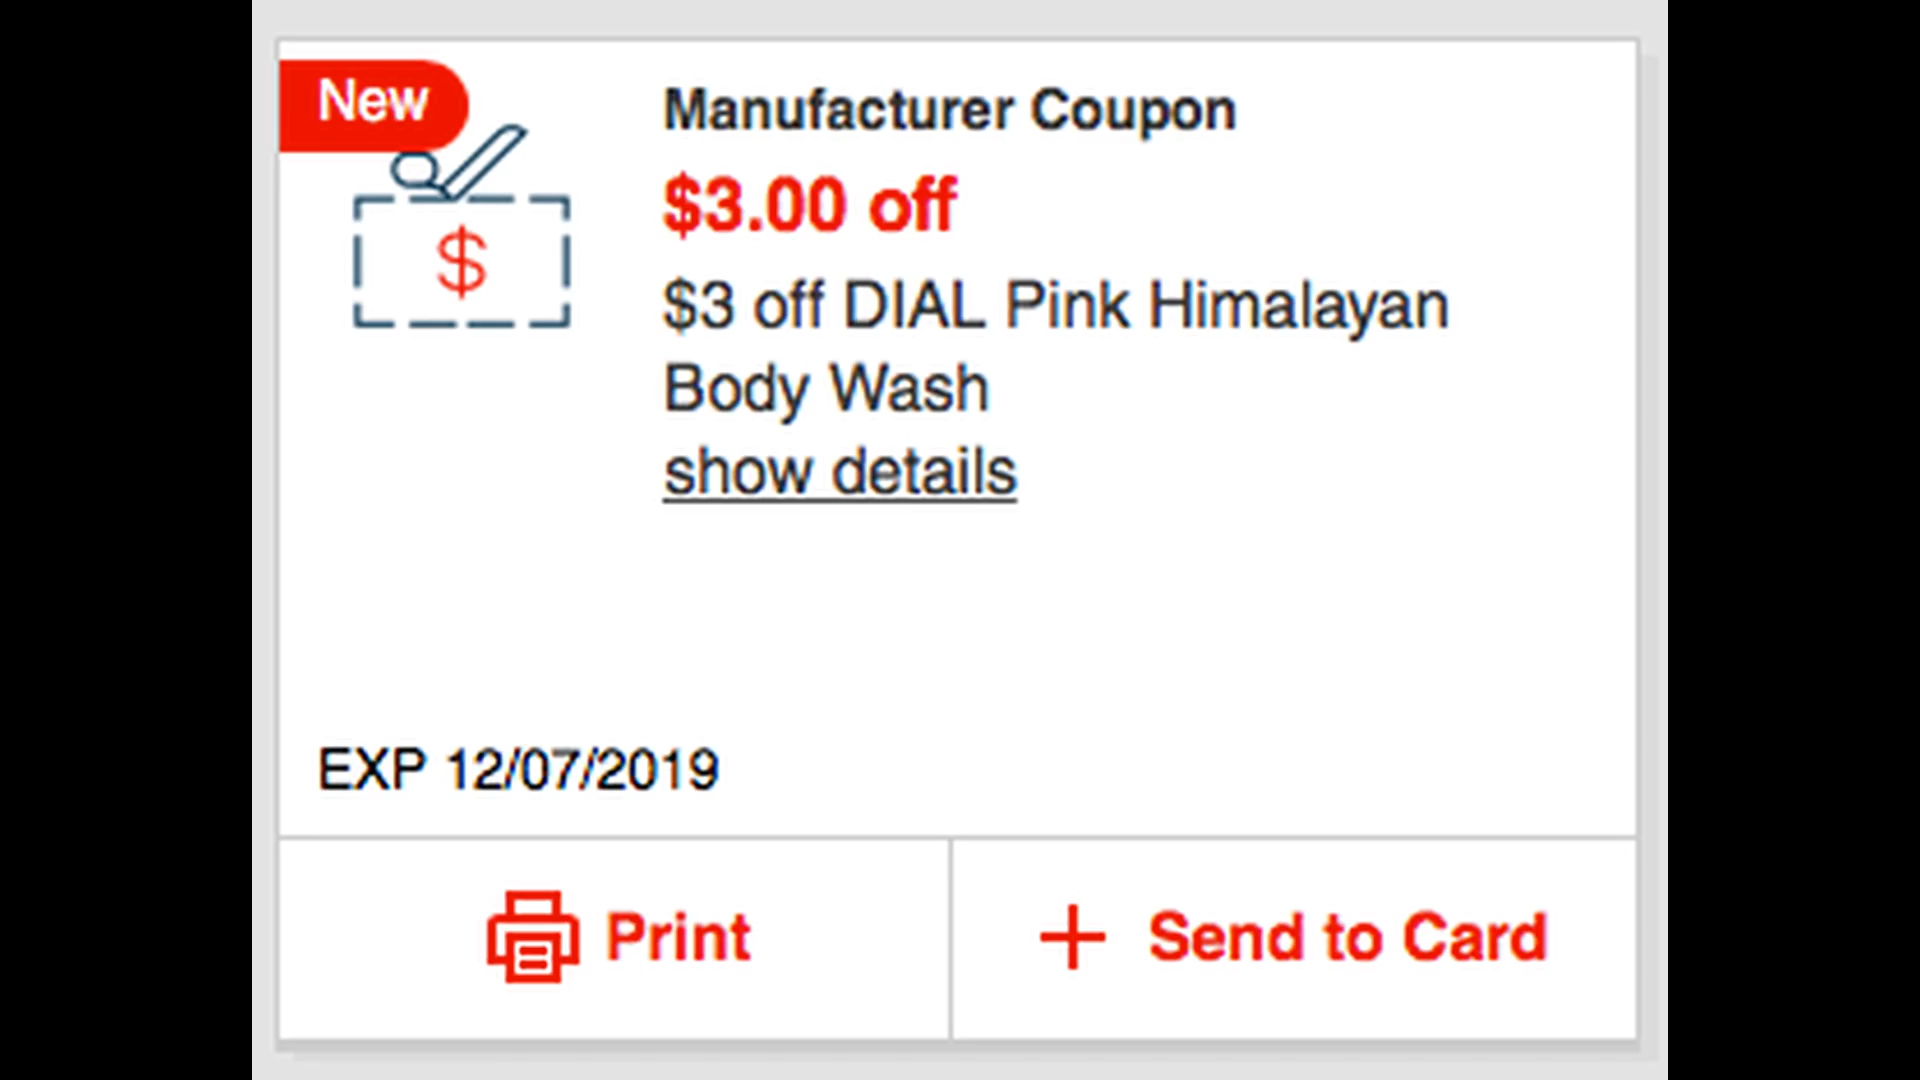 New
Manufacturer Coupon
$3.00 off
$
$3 off DIAL Pink Himalayan
Body Wash
show details
EXP 12/07/2019
Print
+ Send to Card